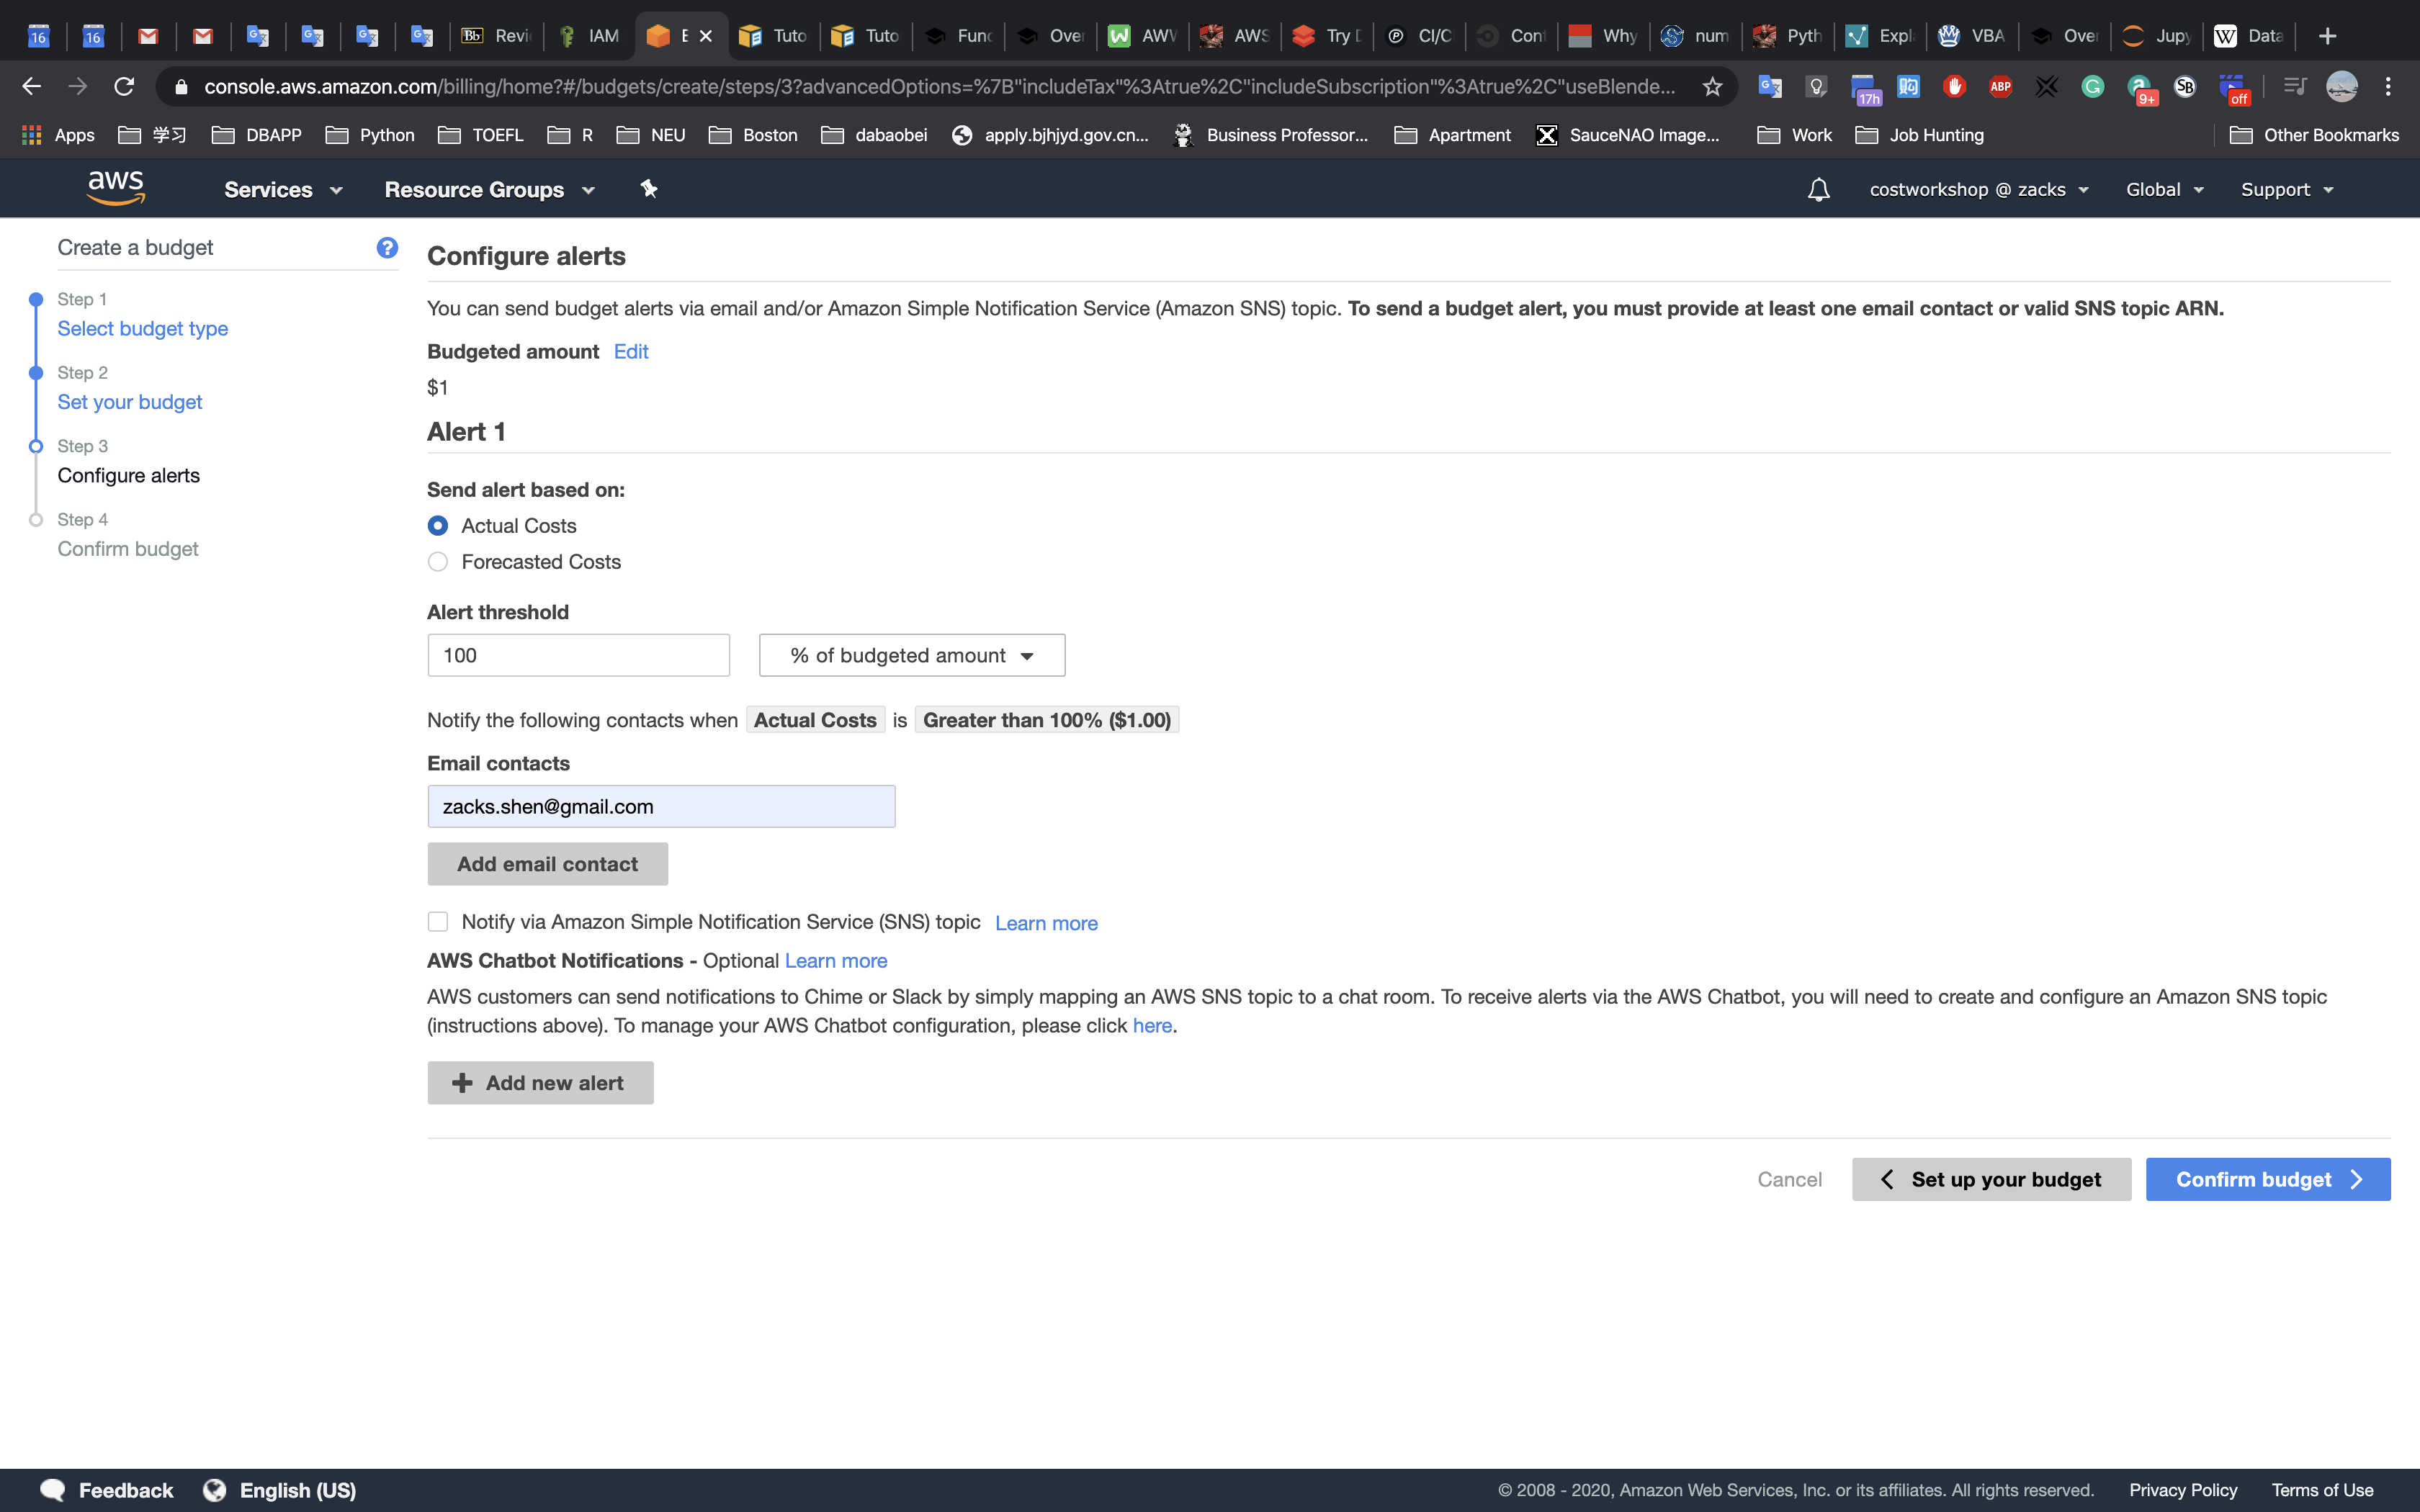 16 16 Bb Revi IAM E Tuto Tuto Func Over AWW AWS Try D CI/C Cont Why num Pyth Expl VBA Over Jupy W Data
console.aws.amazon.com/billing/home?#/budgets/create/steps/3?advancedOptions=%7B"includeTax"%3Atrue%2C"includeSubscription"%3Atrue%2C"useBlende... 17h ABP 9+ SB off
Apps 学习 DBAPP Python TOEFL R NEU Boston dabaobei apply.bjhjyd.gov.cn... Business Professor... Apartment SauceNAO Image... Work Job Hunting Other Bookmarks
aws Services Resource Groups costworkshop @ zacks Global Support
Create a budget ?
Step 1
Select budget type
Step 2
Set your budget
Step 3
Configure alerts
Step 4
Confirm budget
Configure alerts
You can send budget alerts via email and/or Amazon Simple Notification Service (Amazon SNS) topic. To send a budget alert, you must provide at least one email contact or valid SNS topic ARN.
Budgeted amount Edit
$1
Alert 1
Send alert based on:
Actual Costs
Forecasted Costs
Alert threshold
100 % of budgeted amount
Notify the following contacts when Actual Costs is Greater than 100% ($1.00)
Email contacts
zacks.shen@gmail.com
Add email contact
Notify via Amazon Simple Notification Service (SNS) topic Learn more
AWS Chatbot Notifications - Optional Learn more
AWS customers can send notifications to Chime or Slack by simply mapping an AWS SNS topic to a chat room. To receive alerts via the AWS Chatbot, you will need to create and configure an Amazon SNS topic
(instructions above). To manage your AWS Chatbot configuration, please click here.
Add new alert
Cancel Set up your budget Confirm budget
Feedback English (US) © 2008 - 2020, Amazon Web Services, Inc. or its affiliates. All rights reserved. Privacy Policy Terms of Use